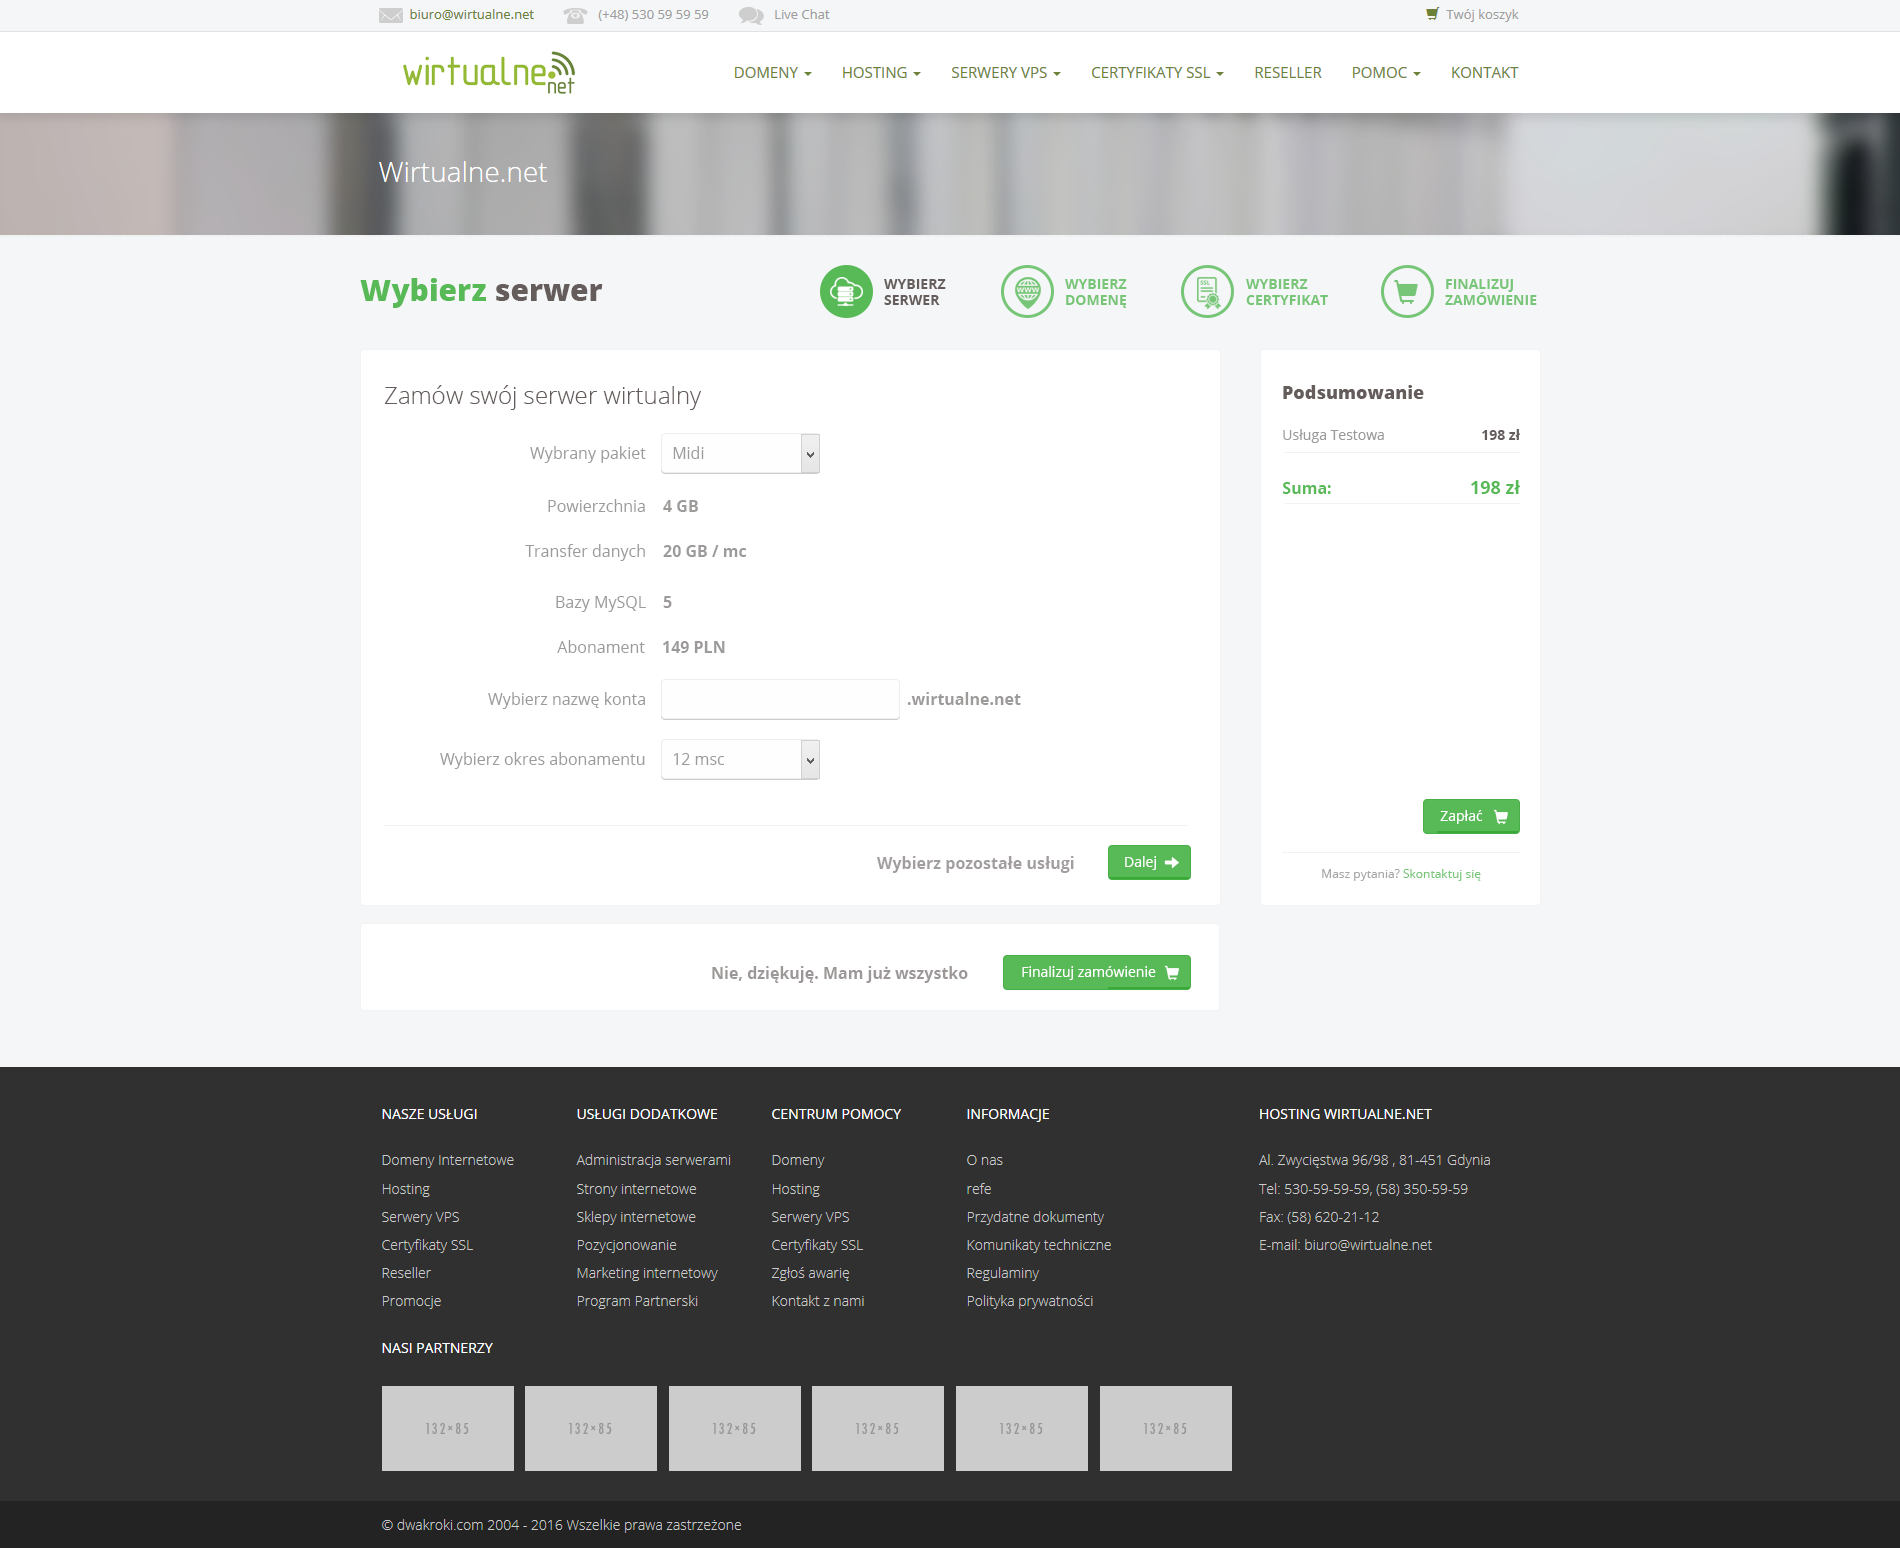 biuro@wirtualne.net (+48) 530 59 59 59 Live Chat Twój koszyk
wirtualne.net
DOMENY HOSTING SERWERY VPS CERTYFIKATY SSL RESELLER POMOC KONTAKT
Wirtualne.net
Wybierz serwer
WYBIERZ SERWER
WWW
WYBIERZ DOMENĘ
SSL
WYBIERZ CERTYFIKAT
FINALIZUJ ZAMÓWIENIE
Zamów swój serwer wirtualny
Wybrany pakiet Midi
Powierzchnia 4 GB
Transfer danych 20 GB / mc
Bazy MySQL 5
Abonament 149 PLN
Wybierz nazwę konta .wirtualne.net
Wybierz okres abonamentu 12 msc
Wybierz pozostałe usługi Dalej
Podsumowanie
Usługa Testowa 198 zł
Suma: 198 zł
Zapłać
Masz pytania? Skontaktuj się
Nie, dziękuję. Mam już wszystko Finalizuj zamówienie
NASZE USŁUGI
Domeny Internetowe
Hosting
Serwery VPS
Certyfikaty SSL
Reseller
Promocje
USŁUGI DODATKOWE
Administracja serwerami
Strony internetowe
Sklepy internetowe
Pozycjonowanie
Marketing internetowy
Program Partnerski
CENTRUM POMOCY
Domeny
Hosting
Serwery VPS
Certyfikaty SSL
Zgłoś awarię
Kontakt z nami
INFORMACJE
O nas
refe
Przydatne dokumenty
Komunikaty techniczne
Regulaminy
Polityka prywatności
HOSTING WIRTUALNE.NET
Al. Zwycięstwa 96/98 , 81-451 Gdynia
Tel: 530-59-59-59, (58) 350-59-59
Fax: (58) 620-21-12
E-mail: biuro@wirtualne.net
NASI PARTNERZY
132×85 132×85 132×85 132×85 132×85 132×85
© dwakroki.com 2004 - 2016 Wszelkie prawa zastrzeżone